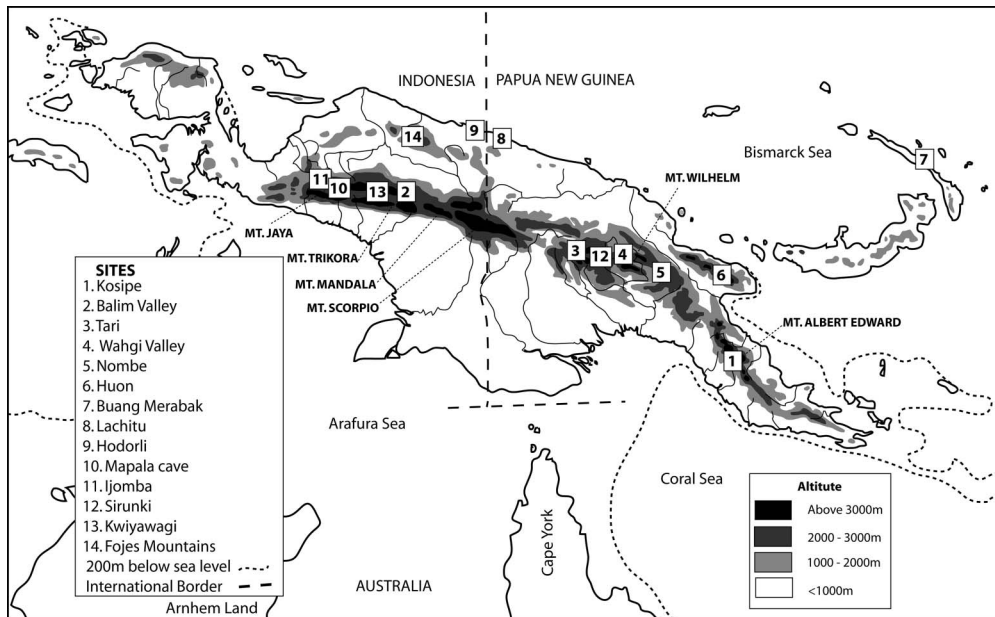 INDONESIA
PAPUA NEW GUINEA
9
8
14
7
Bismarck Sea
MT. WILHELM
11
10
13
2
MT. JAYA
MT. TRIKORA
MT. MANDALA
MT. SCORPIO
3
12
4
5
6
MT. ALBERT EDWARD
1
SITES
1. Kosipe
2. Balim Valley
3. Tari
4. Wahgi Valley
5. Nombe
6. Huon
7. Buang Merabak
8. Lachitu
9. Hodorli
10. Mapala cave
11. Ijomba
12. Sirunki
13. Kwiyawagi
14. Fojes Mountains
200m below sea level
International Border
Arnhem Land
Arafura Sea
Coral Sea
Cape York
AUSTRALIA
Altitute
Above 3000m
2000 - 3000m
1000 - 2000m
<1000m